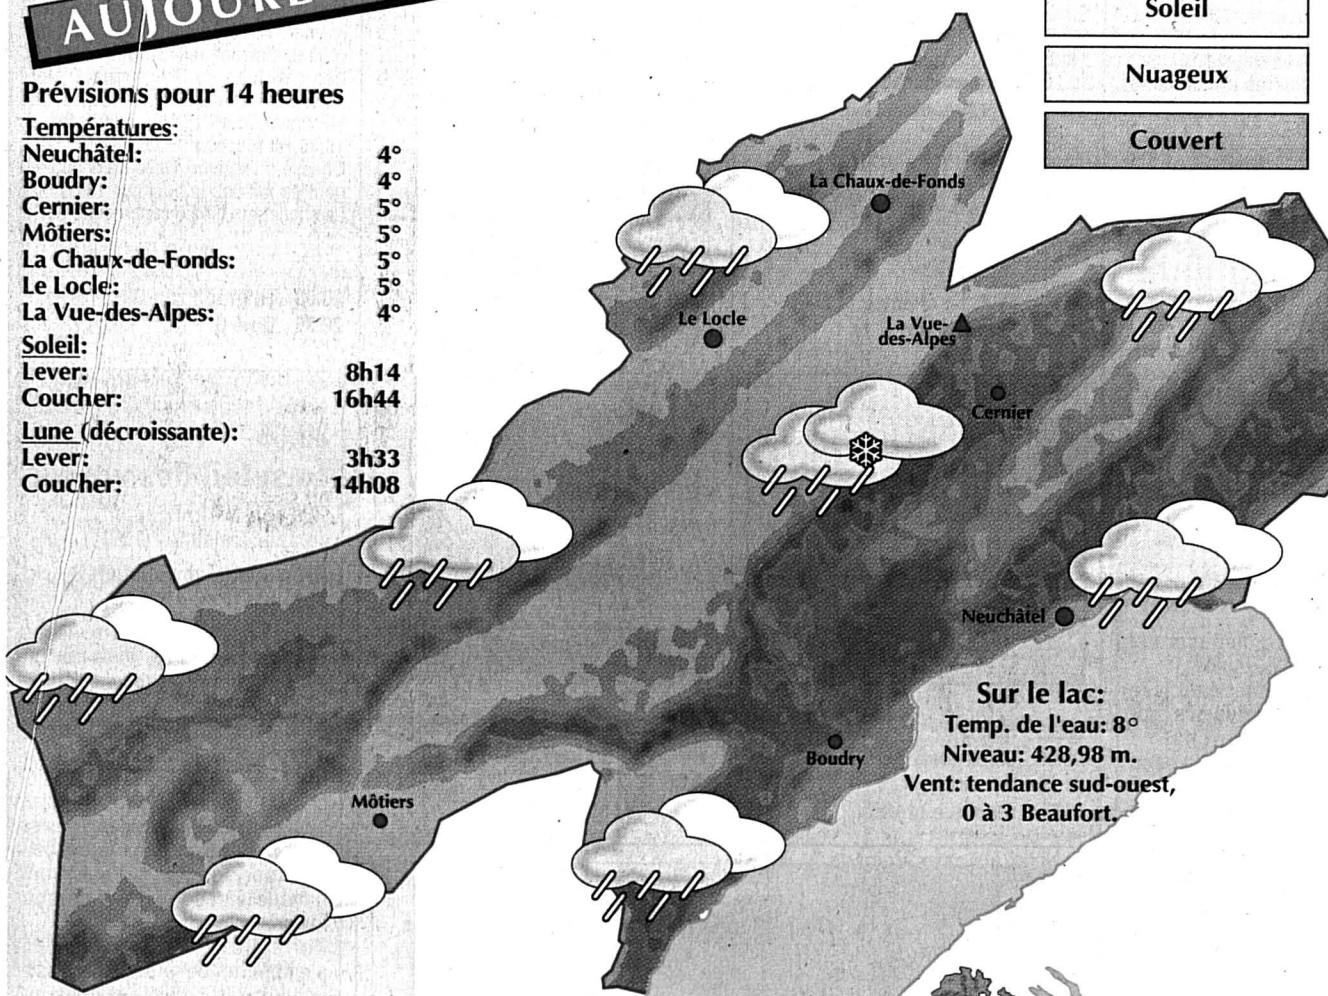 Prévisions pour 14 heures
Températures:
Neuchâtel: 4°
Boudry: 4°
Cernier: 5°
Môtiers: 5°
La Chaux-de-Fonds: 5°
Le Locle: 5°
La Vue-des-Alpes: 4°
Soleil:
Lever: 8h14
Coucher: 16h44
Lune (décroissante):
Lever: 3h33
Coucher: 14h08
Soleil
Nuageux
Couvert
La Chaux-de-Fonds
Le Locle
La Vue-
des-Alpes
Cernier
Neuchâtel
Boudry
Môtiers
Sur le lac:
Temp. de l'eau: 8°
Niveau: 428,98 m.
Vent: tendance sud-ouest,
0 à 3 Beaufort.